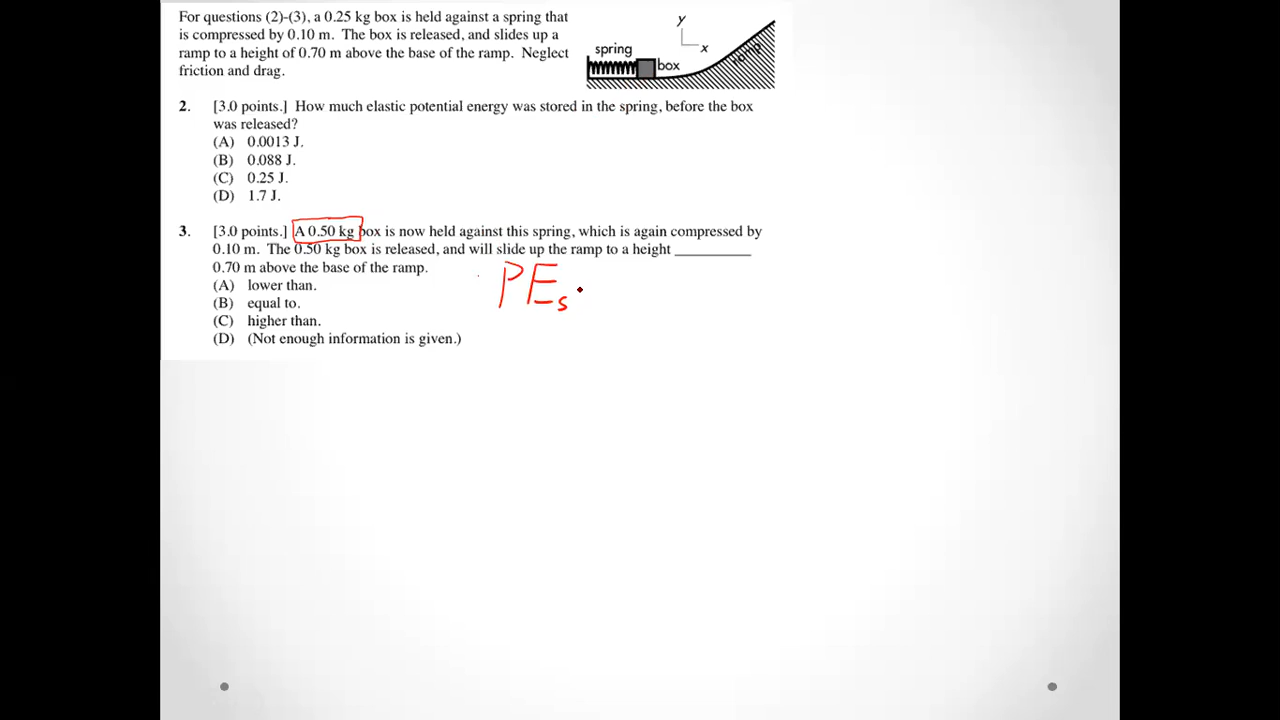 For questions (2)-(3), a 0.25 kg box is held against a spring that
is compressed by 0.10 m. The box is released, and slides up a
ramp to a height of 0.70 m above the base of the ramp. Neglect
friction and drag.
y
x
spring
box
2. [3.0 points.] How much elastic potential energy was stored in the spring, before the box
was released?
(A) 0.0013 J.
(B) 0.088 J.
(C) 0.25 J.
(D) 1.7 J.
3. [3.0 points.] A 0.50 kg box is now held against this spring, which is again compressed by
0.10 m. The 0.50 kg box is released, and will slide up the ramp to a height __________
0.70 m above the base of the ramp.
(A) lower than.
(B) equal to.
(C) higher than.
(D) (Not enough information is given.)
PEs